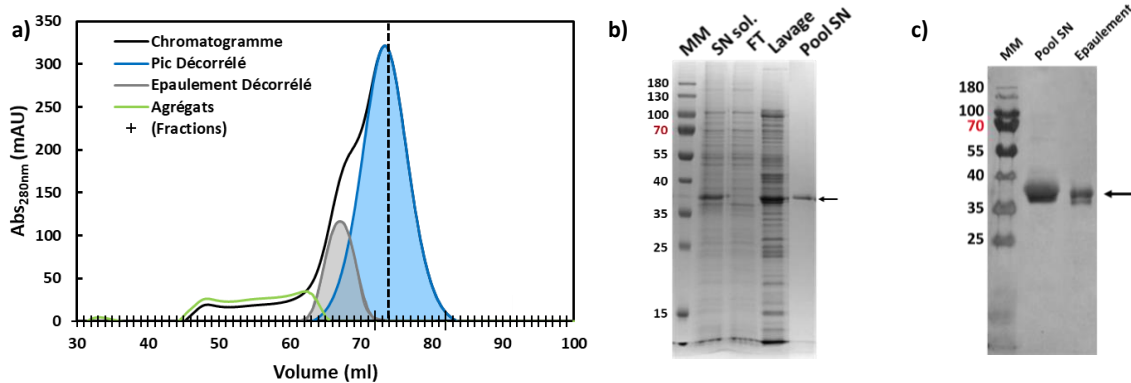 a)
350
300
250
200
150
100
50
0
Abs280nm (mAU)
Chromatogramme
Pic Décorrélé
Epaulement Décorrélé
Agrégats
(Fractions)
30 40 50 60 70 80 90 100
Volume (ml)
b)
MM SN sol. FT Lavage Pool SN
180
130
100
70
55
40
35
25
15
c)
MM Pool SN Epaulement
180
100
70
55
40
35
25